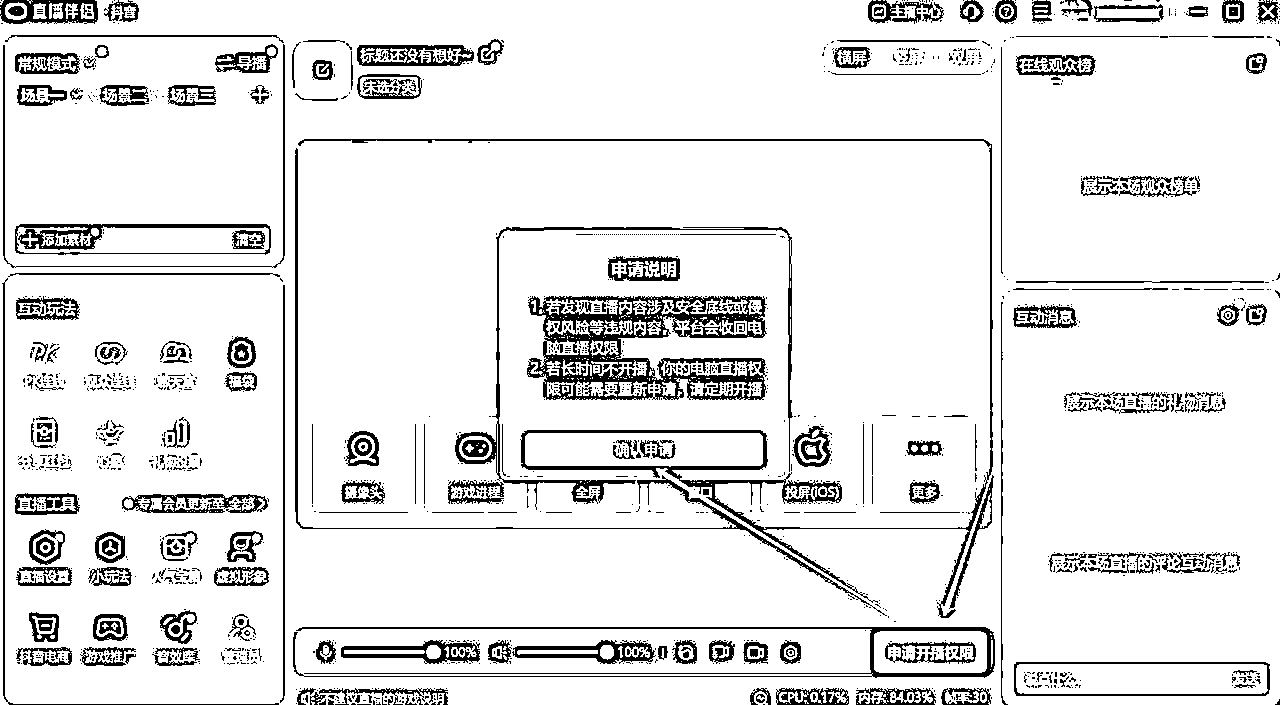 直播伴侣 抖音
主播中心
常规模式 导播
场景一 场景二 场景三
添加素材 清空
标题还没有想好~
未选分类
横屏 竖屏 双屏
在线观众榜
展示本场观众榜单
申请说明
1. 若发现直播内容涉及安全底线或侵
权风险等违规内容，平台会收回电
脑直播权限
2. 若长时间不开播，你的电脑直播权
限可能需要重新申请，请定期开播
确认申请
摄像头 游戏进程 全屏 投屏(iOS) 更多
互动玩法
PK连线 观众连线 聊天室 福袋
心愿 礼物投票
直播工具 专属会员更新至 全部
直播设置 小玩法 人气宝箱 虚拟形象
抖音电商 游戏推广 音效库 管理员
互动消息
展示本场直播的礼物消息
展示本场直播的评论互动消息
100% 100%
申请开播权限
发送
不建议直播的游戏说明
CPU: 0.17% 内存: 84.03% 帧率:30